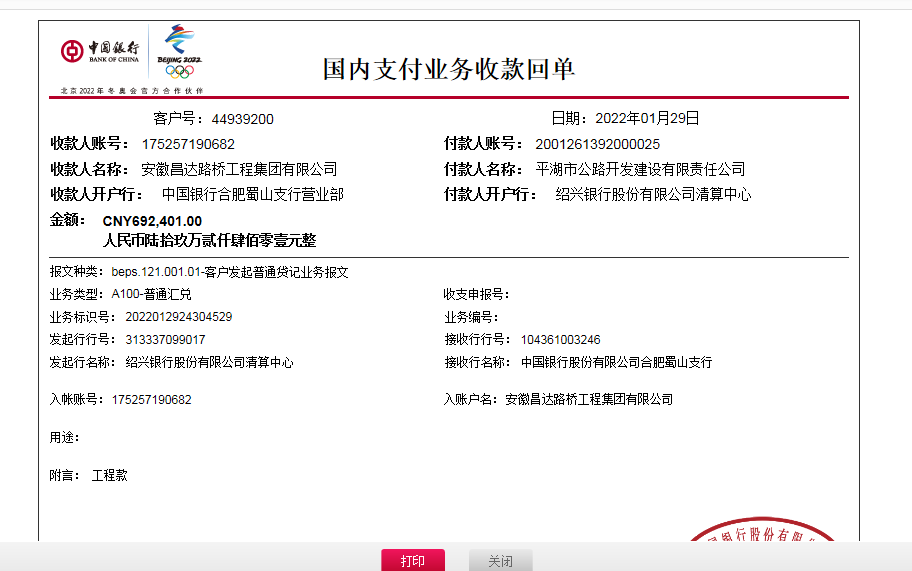 中国银行
BANK OF CHINA
BEIJING 2022
北京2022年冬奥会官方合作伙伴
国内支付业务收款回单
客户号：44939200 日期：2022年01月29日
收款人账号： 175257190682 付款人账号： 2001261392000025
收款人名称： 安徽昌达路桥工程集团有限公司 付款人名称： 平湖市公路开发建设有限责任公司
收款人开户行： 中国银行合肥蜀山支行营业部 付款人开户行： 绍兴银行股份有限公司清算中心
金额： CNY692,401.00
人民币陆拾玖万贰仟肆佰零壹元整
报文种类： beps.121.001.01-客户发起普通贷记业务报文
业务类型： A100-普通汇兑 收支申报号：
业务标识号： 2022012924304529 业务编号：
发起行行号： 313337099017 接收行行号： 104361003246
发起行名称： 绍兴银行股份有限公司清算中心 接收行名称： 中国银行股份有限公司合肥蜀山支行
入帐账号： 175257190682 入账户名：安徽昌达路桥工程集团有限公司
用途：
附言： 工程款
银行股份有限
打印 关闭